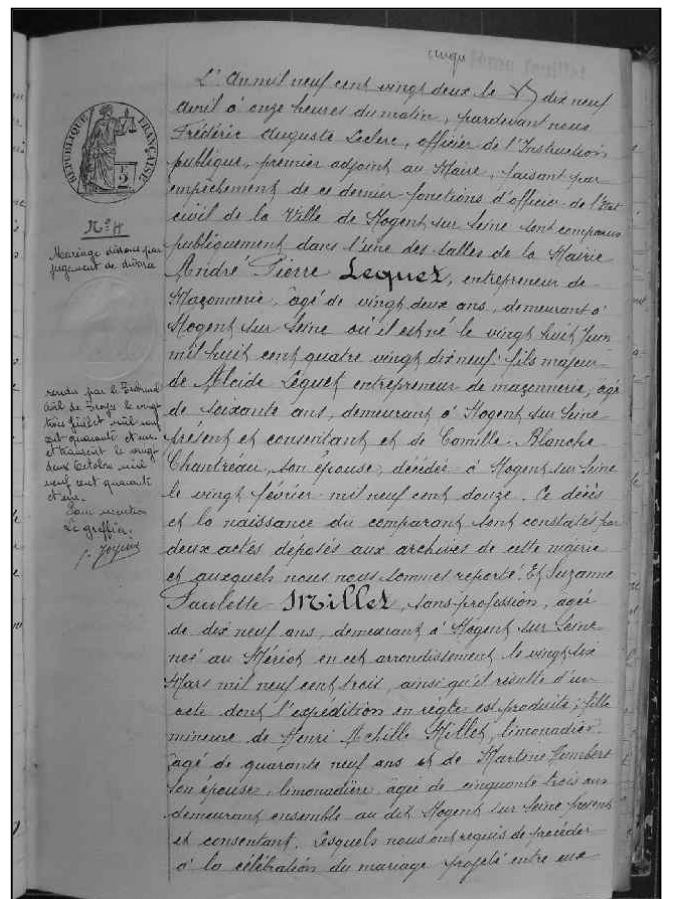 cinqu ième feuillet
L'An mil neuf cent vingt deux le dix neuf
Avril à onze heures du matin, pardevant nous
Frédéric Auguste Leclerc, officier de l'Instruction
publique, premier adjoint au Maire, faisant par
empêchement de ce dernier fonctions d'officier de l'Etat
civil de la Ville de Nogent sur Seine sont comparus
publiquement dans l'une des salles de la Mairie
André Pierre Lequet, entrepreneur de
Maçonnerie, âgé de vingt deux ans, demeurant à
Nogent sur Seine où il est né le vingt huit Juin
mil huit cent quatre vingt dix neuf, fils majeur
de Alcide Lequet entrepreneur de maçonnerie, âgé
de soixante ans, demeurant à Nogent sur Seine
présent et consentant et de Camille Blanche
Chantréau, son épouse, décédée à Nogent sur Seine
le vingt février mil neuf cent douze. Ce décès
et la naissance du comparant sont constatés par
deux actes déposés aux archives de cette mairie
et auxquels nous nous sommes reporté. Et Suzanne
Paulette Millet, sans profession, agée
de dix neuf ans, demeurant à Nogent sur Seine
née au Mériot en cet arrondissement le vingt six
Mars mil neuf cent trois, ainsi qu'il résulte d'un
acte dont l'expédition en règle est produite; fille
mineure de Henri Achille Millet, limonadier
âgé de quarante neuf ans et de Martine Lambert
son épouse, limonadière âgée de cinquante trois ans
demeurant ensemble au dit Nogent sur Seine présents
et consentant. Lesquels nous ont requis de procéder
à la célébration du mariage projeté entre eux
RÉPUBLIQUE FRANÇAISE
N° 4
Mariage dissous par
jugement de divorce
rendu par le Tribunal
civil de Troyes le vingt
trois juillet mil neuf
cent quarante et un
et transcrit le vingt
deux Octobre mil
neuf cent quarante
et un.
Pour mention
Le greffier.